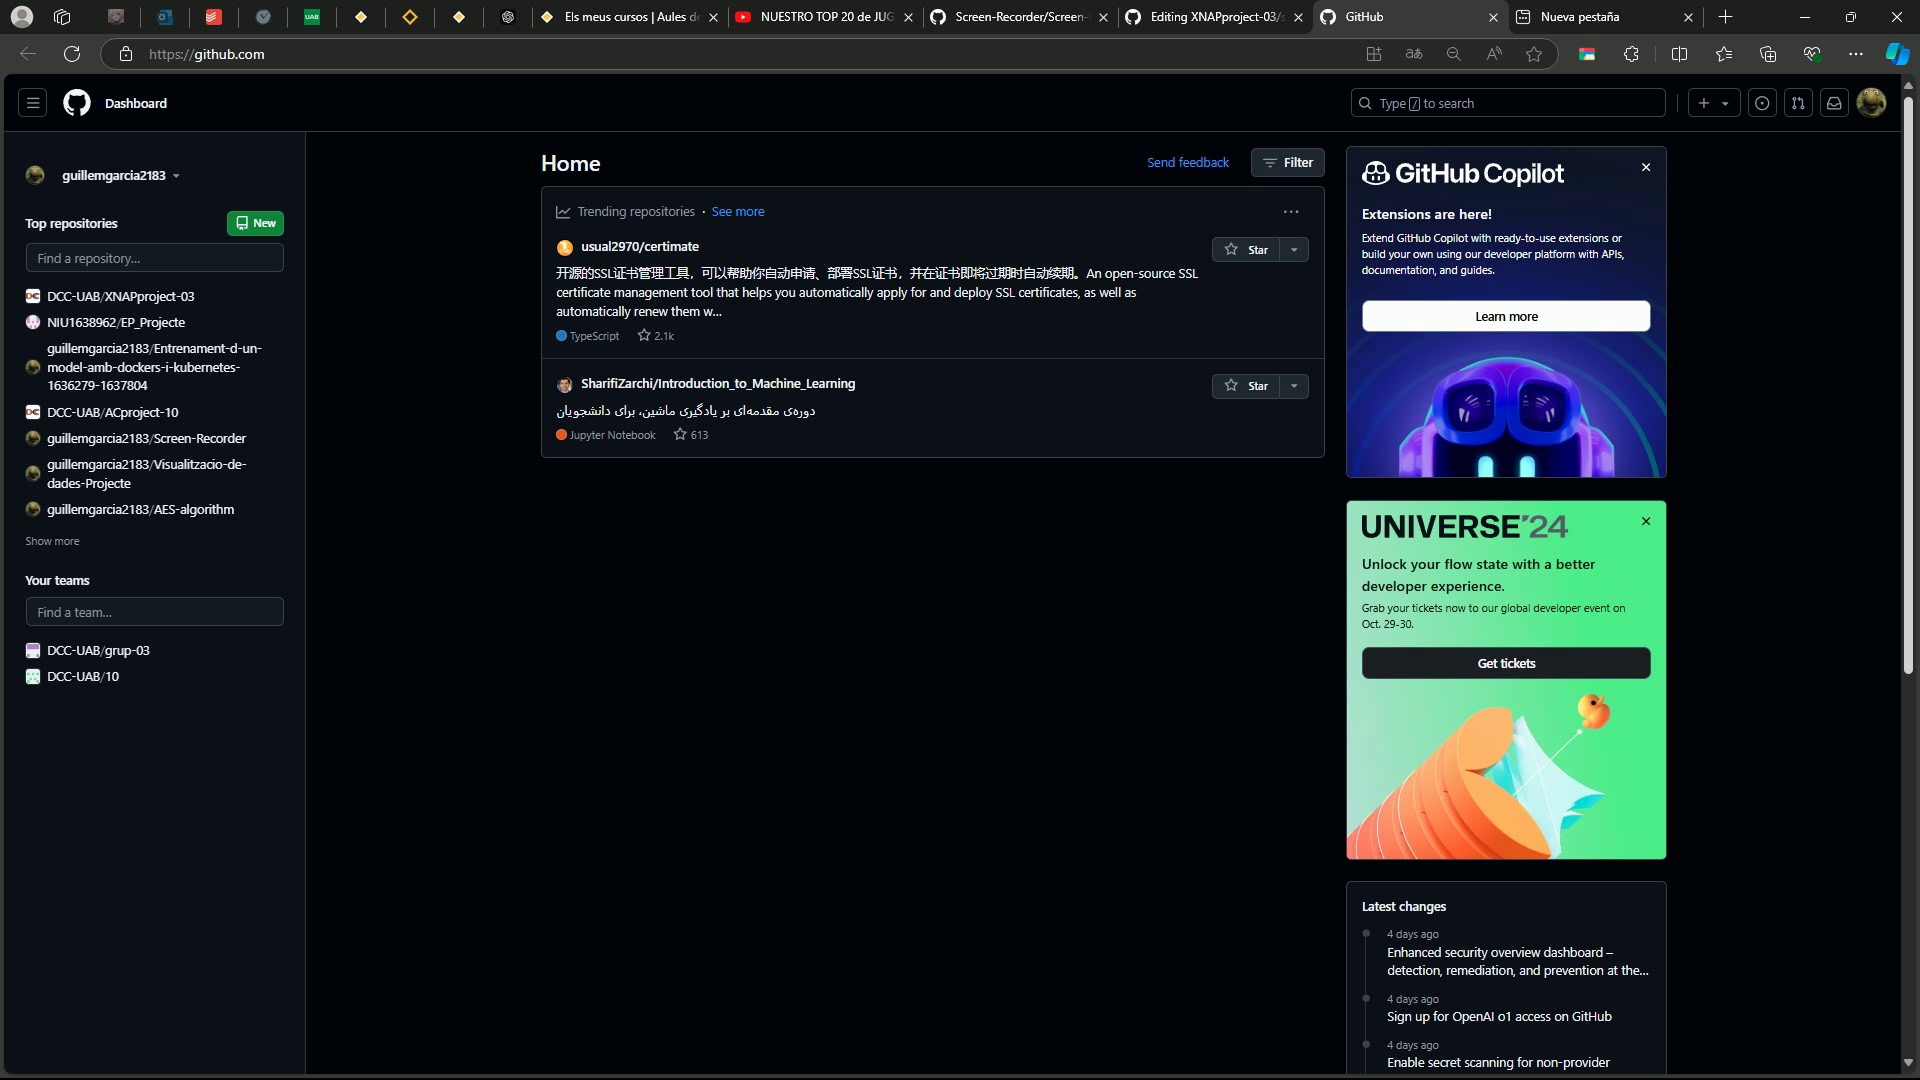 Els meus cursos | Aules d
NUESTRO TOP 20 de JUG
Screen-Recorder/Screen-
Editing XNAPproject-03/s
GitHub
Nueva pestaña
https://github.com
Dashboard
Type / to search
guillemgarcia2183
Top repositories
New
Find a repository...
DCC-UAB/XNAPproject-03
NIU1638962/EP_Projecte
guillemgarcia2183/Entrenament-d-un-
model-amb-dockers-i-kubernetes-
1636279-1637804
DCC-UAB/ACproject-10
guillemgarcia2183/Screen-Recorder
guillemgarcia2183/Visualitzacio-de-
dades-Projecte
guillemgarcia2183/AES-algorithm
Show more
Your teams
Find a team...
DCC-UAB/grup-03
DCC-UAB/10
Home
Send feedback
Filter
Trending repositories · See more
usual2970/certimate
Star
开源的SSL证书管理工具，可以帮助你自动申请、部署SSL证书，并在证书即将过期时自动续期。An open-source SSL
certificate management tool that helps you automatically apply for and deploy SSL certificates, as well as
automatically renew them w...
TypeScript
2.1k
SharifiZarchi/Introduction_to_Machine_Learning
Star
دوره‌ی مقدمه‌ای بر یادگیری ماشین، برای دانشجویان
Jupyter Notebook
613
GitHub Copilot
Extensions are here!
Extend GitHub Copilot with ready-to-use extensions or
build your own using our developer platform with APIs,
documentation, and guides.
Learn more
UNIVERSE'24
Unlock your flow state with a better
developer experience.
Grab your tickets now to our global developer event on
Oct. 29-30.
Get tickets
Latest changes
4 days ago
Enhanced security overview dashboard –
detection, remediation, and prevention at the...
4 days ago
Sign up for OpenAI o1 access on GitHub
4 days ago
Enable secret scanning for non-provider